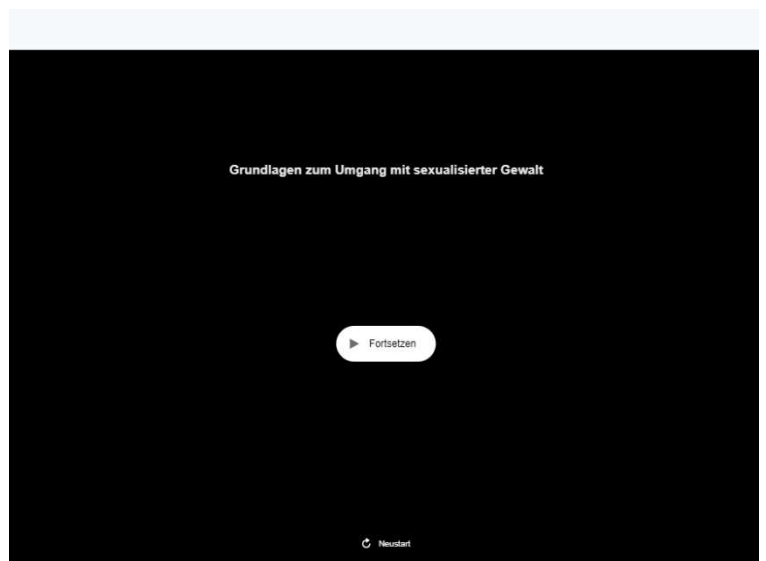 Grundlagen zum Umgang mit sexualisierter Gewalt
Fortsetzen
Neustart